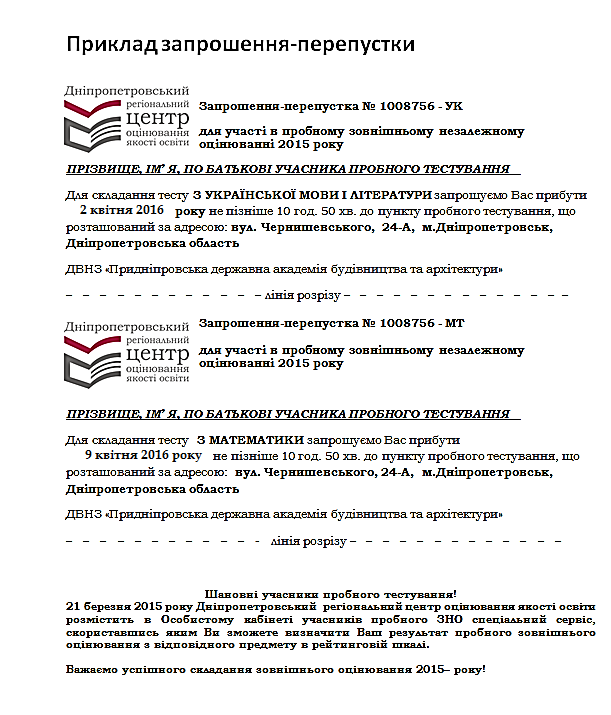 Приклад запрошення-перепустки
Дніпропетровський
регіональний
центр
оцінювання
якості освіти
Запрошення-перепустка № 1008756 - УК
для участі в пробному зовнішньому незалежному
оцінюванні 2015 року
ПРІЗВИЩЕ, ІМ’Я, ПО БАТЬКОВІ УЧАСНИКА ПРОБНОГО ТЕСТУВАННЯ
Для складання тесту З УКРАЇНСЬКОЇ МОВИ І ЛІТЕРАТУРИ запрошуємо Вас прибути
2 квітня 2016 року не пізніше 10 год. 50 хв. до пункту пробного тестування, що
розташований за адресою: вул. Чернишевського, 24-А, м.Дніпропетровськ,
Дніпропетровська область
ДВНЗ «Придніпровська державна академія будівництва та архітектури»
– – – – – – – – – – – – – лінія розрізу – – – – – – – – – – – – – –
Дніпропетровський
регіональний
центр
оцінювання
якості освіти
Запрошення-перепустка № 1008756 - МТ
для участі в пробному зовнішньому незалежному
оцінюванні 2015 року
ПРІЗВИЩЕ, ІМ’Я, ПО БАТЬКОВІ УЧАСНИКА ПРОБНОГО ТЕСТУВАННЯ
Для складання тесту З МАТЕМАТИКИ запрошуємо Вас прибути
9 квітня 2016 року не пізніше 10 год. 50 хв. до пункту пробного тестування, що
розташований за адресою: вул. Чернишевського, 24-А, м.Дніпропетровськ,
Дніпропетровська область
ДВНЗ «Придніпровська державна академія будівництва та архітектури»
– – – – – – – – – – – – – лінія розрізу – – – – – – – – – – – – – –
Шановні учасники пробного тестування!
21 березня 2015 року Дніпропетровський регіональний центр оцінювання якості освіти
розмістить в Особистому кабінеті учасників пробного ЗНО спеціальний сервіс,
скориставшись яким Ви зможете визначити Ваш результат пробного зовнішнього
оцінювання з відповідного предмету в рейтинговій шкалі.
Бажаємо успішного складання зовнішнього оцінювання 2015– року!